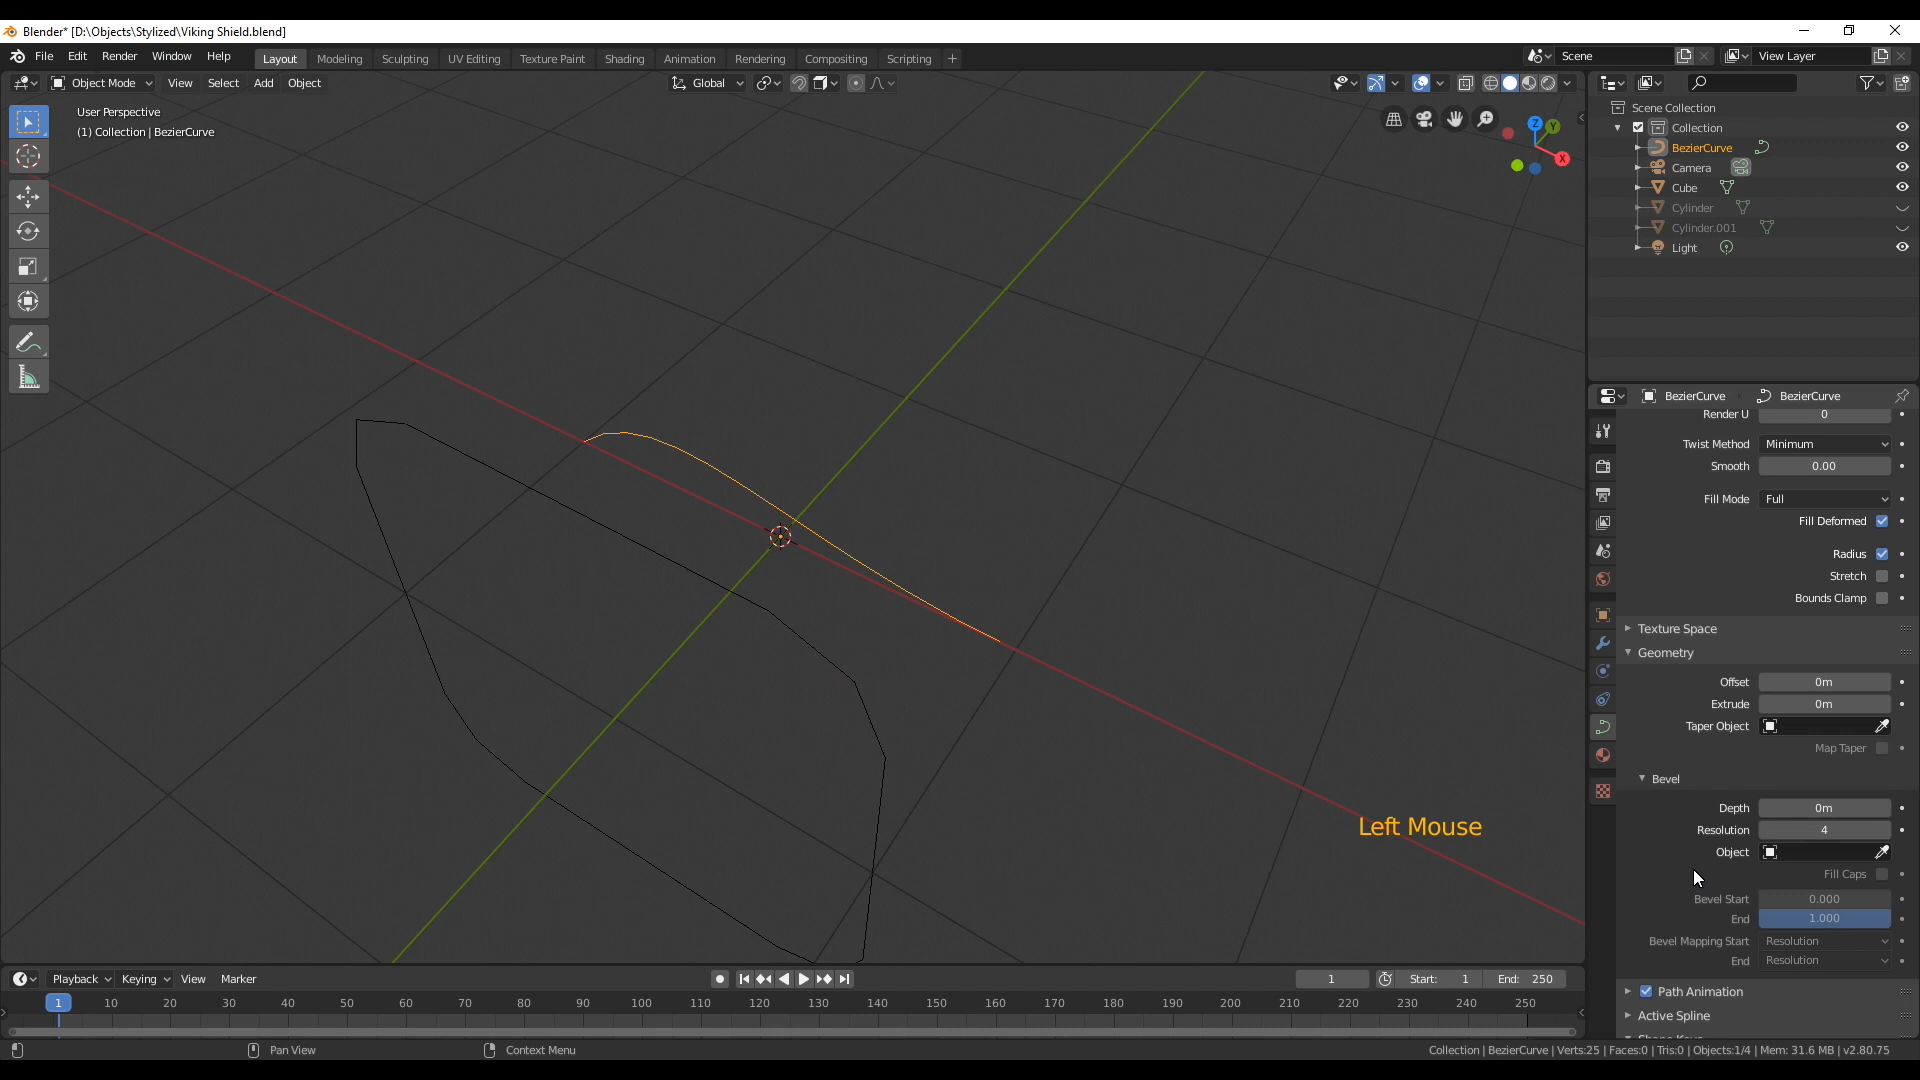 Blender* [D:\Objects\Stylized\Viking Shield.blend]
File Edit Render Window Help
Layout Modeling Sculpting UV Editing Texture Paint Shading Animation Rendering Compositing Scripting +
Scene
View Layer
Object Mode View Select Add Object
Global
User Perspective
(1) Collection | BezierCurve
Z
Y
X
Scene Collection
Collection
BezierCurve
Camera
Cube
Cylinder
Cylinder.001
Light
BezierCurve
BezierCurve
Render U 0
Twist Method Minimum
Smooth 0.00
Fill Mode Full
Fill Deformed
Radius
Stretch
Bounds Clamp
Texture Space
Geometry
Offset 0m
Extrude 0m
Taper Object
Map Taper
Bevel
Depth 0m
Resolution 4
Object
Fill Caps
Bevel Start 0.000
End 1.000
Bevel Mapping Start Resolution
End Resolution
Path Animation
Active Spline
Left Mouse
Playback Keying View Marker
1
Start: 1
End: 250
1 10 20 30 40 50 60 70 80 90 100 110 120 130 140 150 160 170 180 190 200 210 220 230 240 250
Pan View
Context Menu
Collection | BezierCurve | Verts:25 | Faces:0 | Tris:0 | Objects:1/4 | Mem: 31.6 MB | v2.80.75